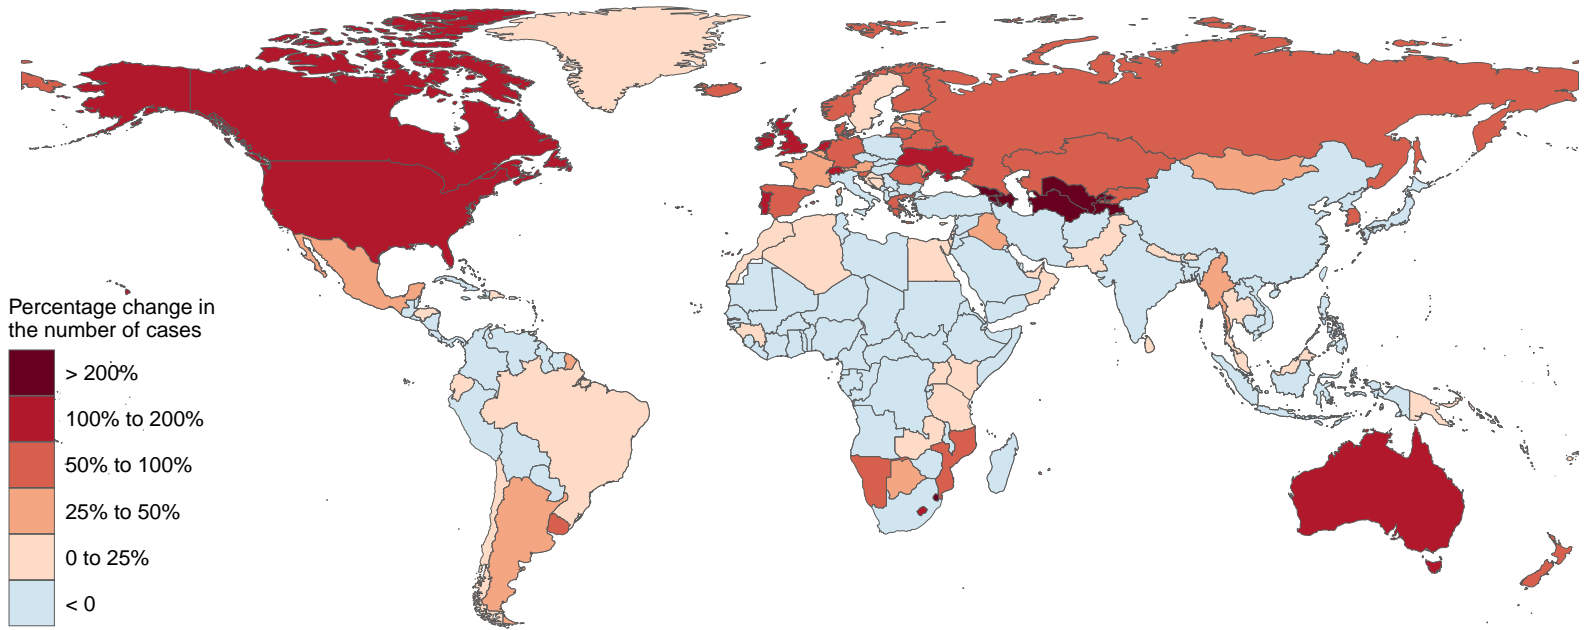 Percentage change in
the number of cases
> 200%
100% to 200%
50% to 100%
25% to 50%
0 to 25%
< 0